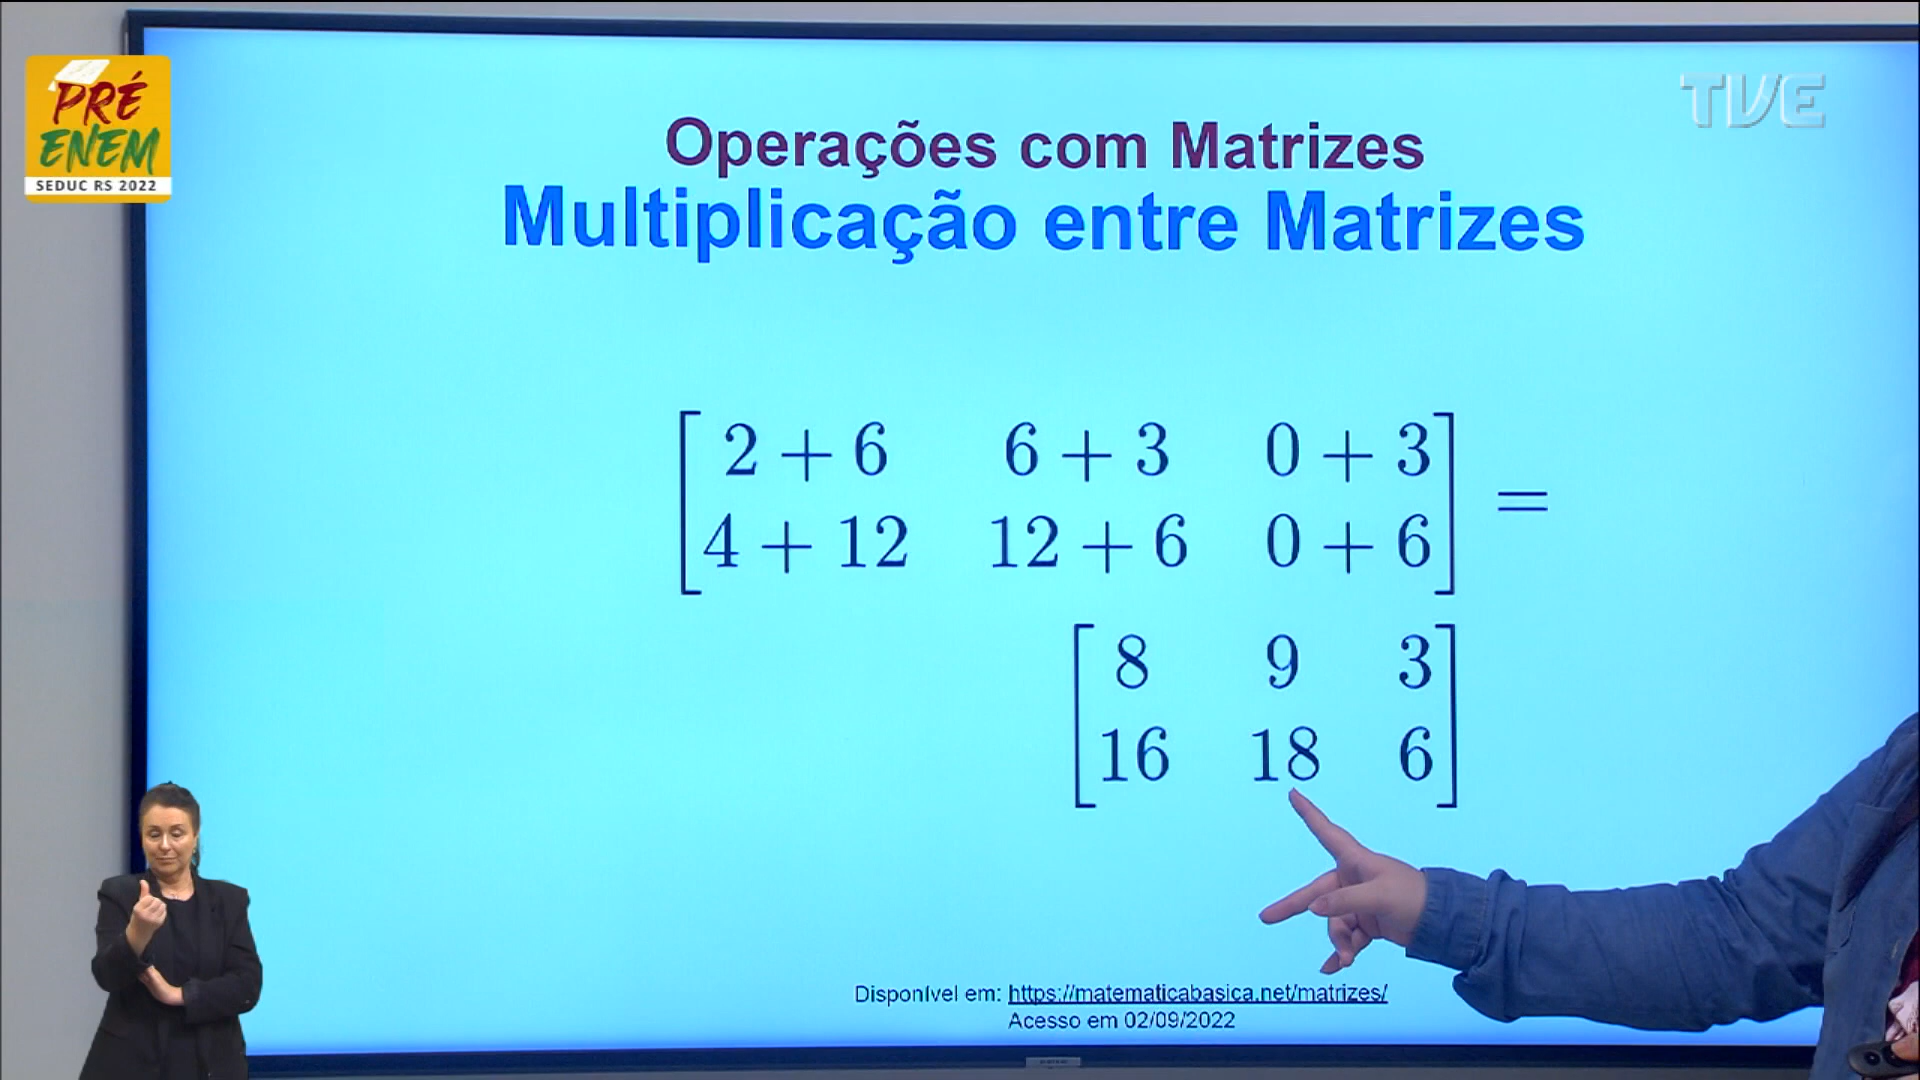 PRÉ
ENEM
SEDUC RS 2022
TVE
Operações com Matrizes
Multiplicação entre Matrizes
2 + 6 6 + 3 0 + 3
4 + 12 12 + 6 0 + 6 =
8 9 3
16 18 6
Disponível em: https://matematicabasica.net/matrizes/
Acesso em 02/09/2022